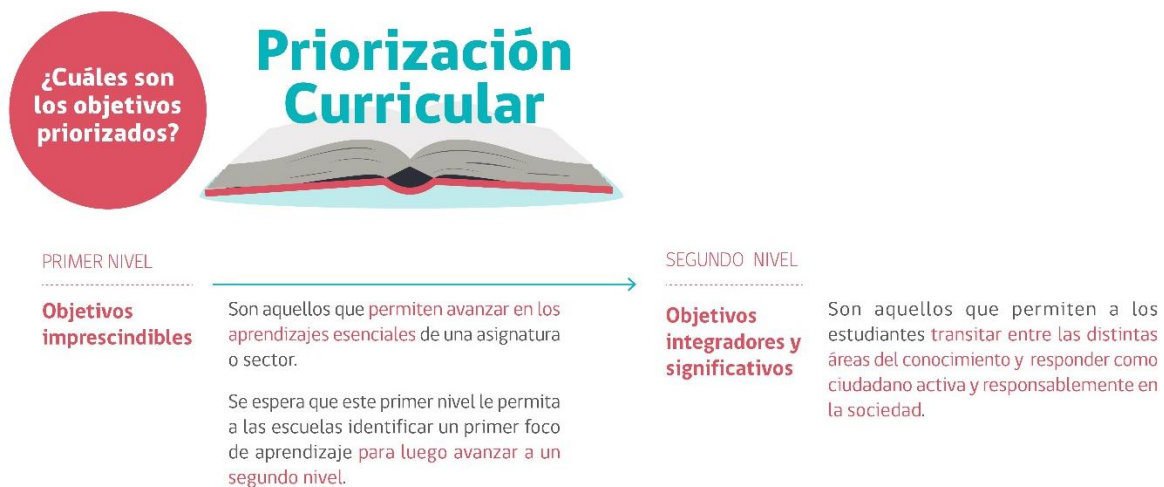 ¿Cuáles son
los objetivos
priorizados?
Priorización
Curricular
PRIMER NIVEL
Objetivos
imprescindibles
Son aquellos que permiten avanzar en los
aprendizajes esenciales de una asignatura
o sector.
Se espera que este primer nivel le permita
a las escuelas identificar un primer foco
de aprendizaje para luego avanzar a un
segundo nivel.
SEGUNDO NIVEL
Objetivos
integradores y
significativos
Son aquellos que permiten a los
estudiantes transitar entre las distintas
áreas del conocimiento y responder como
ciudadano activa y responsablemente en
la sociedad.